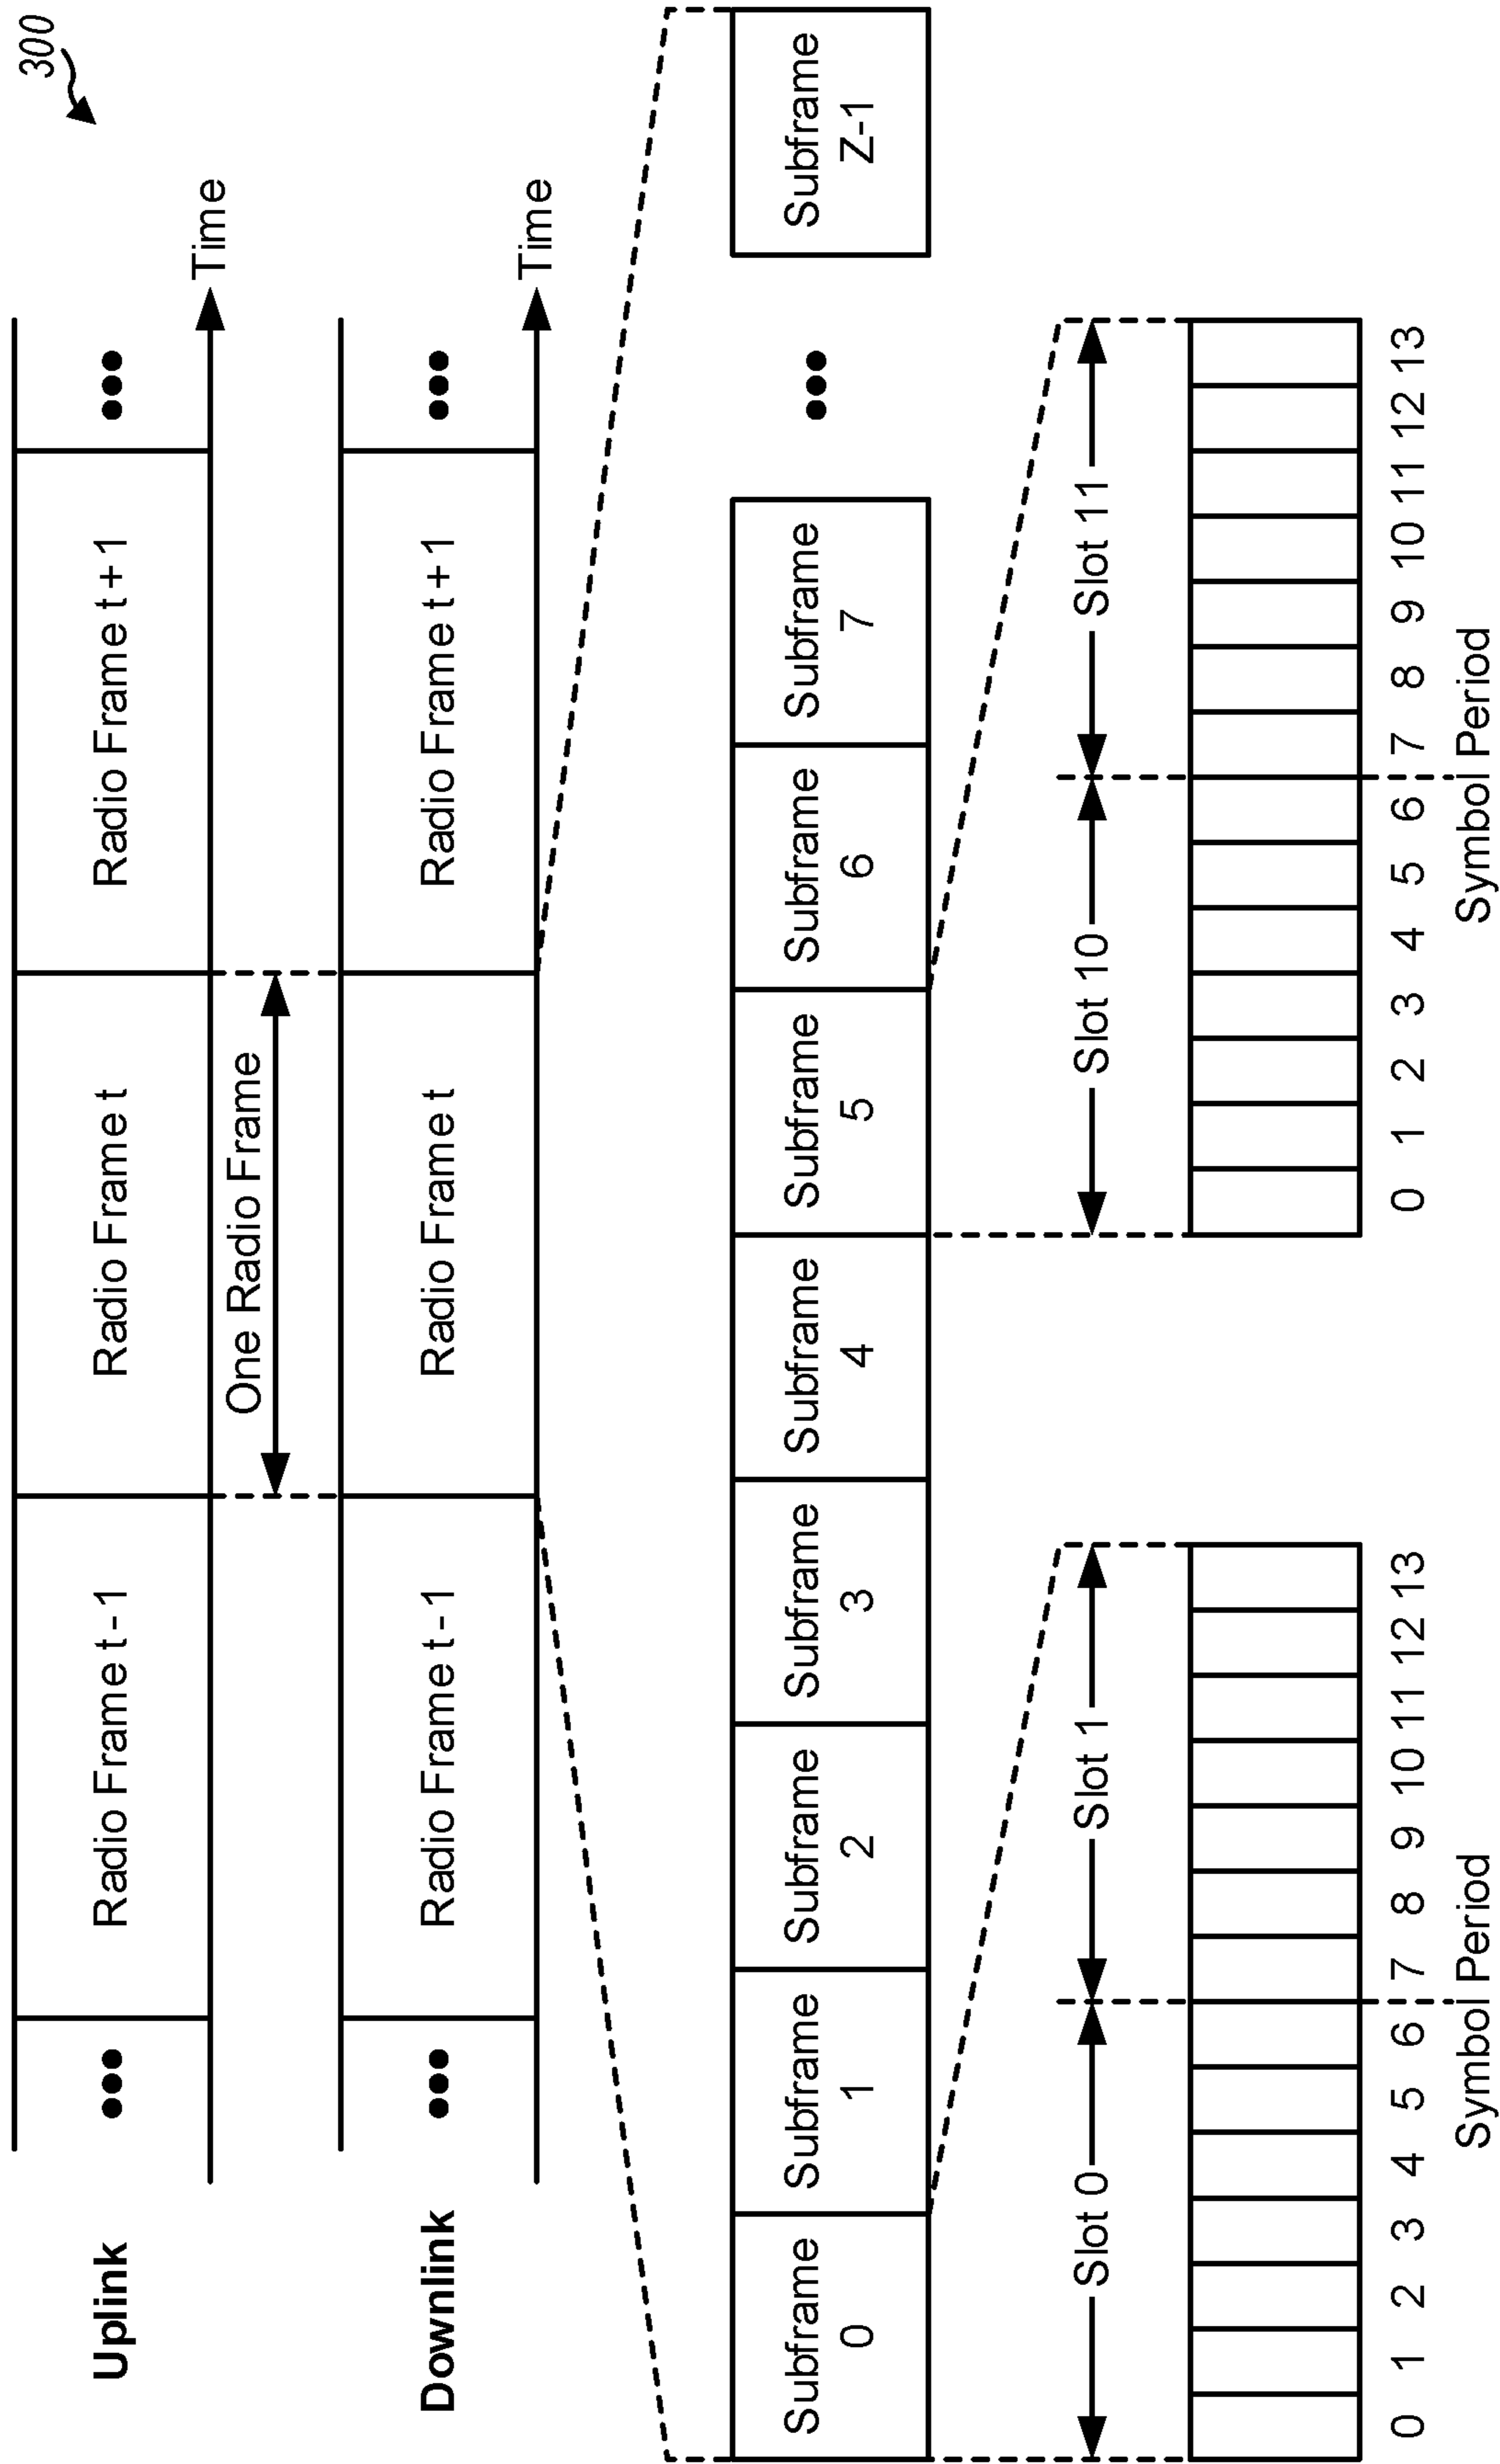 300
Uplink
••• Radio Frame t-1 Radio Frame t Radio Frame t+1 •••
Time
One Radio Frame
Downlink
••• Radio Frame t-1 Radio Frame t Radio Frame t+1 •••
Time
Subframe 0
Subframe 1
Subframe 2
Subframe 3
Subframe 4
Subframe 5
Subframe 6
Subframe 7
•••
Subframe Z-1
Slot 0 Slot 1
0 1 2 3 4 5 6 7 8 9 10 11 12 13
Symbol Period
Slot 10 Slot 11
0 1 2 3 4 5 6 7 8 9 10 11 12 13
Symbol Period